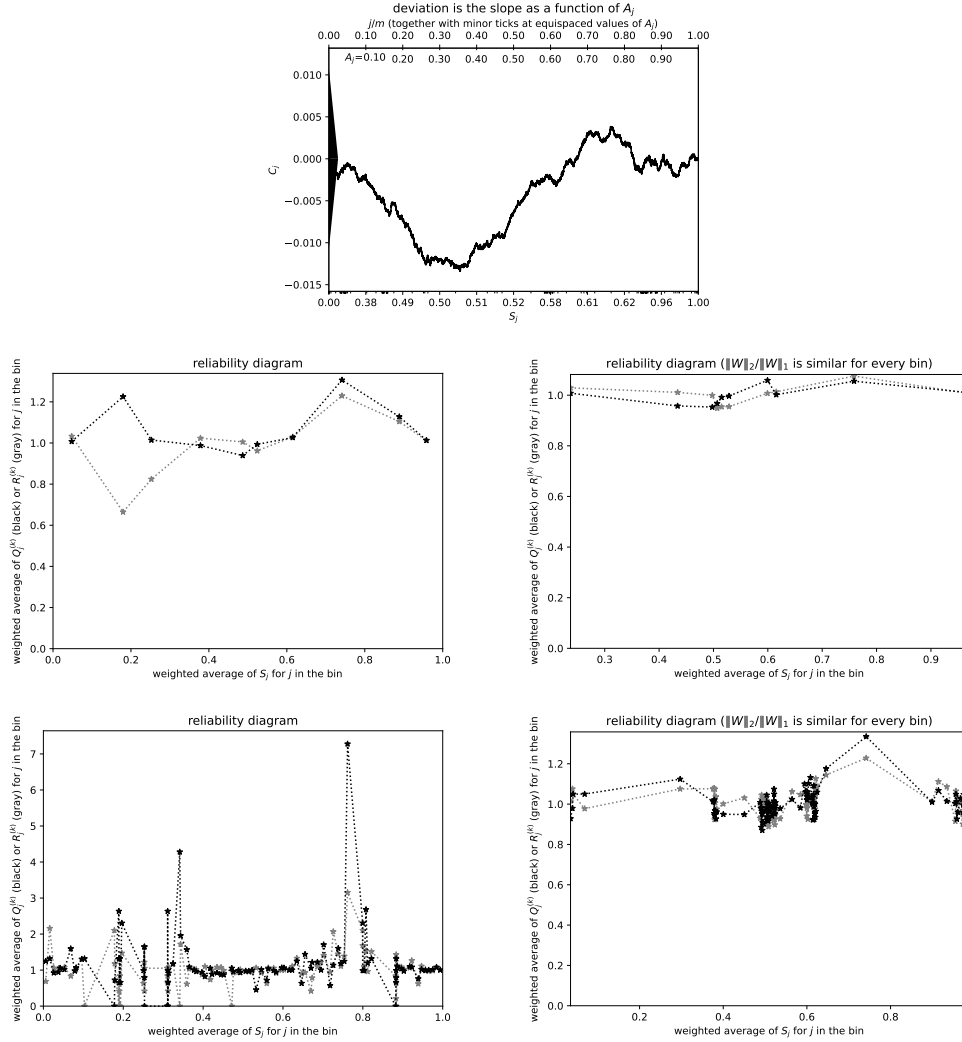 deviation is the slope as a function of A_j
j/m (together with minor ticks at equispaced values of A_j)
0.00 0.10 0.20 0.30 0.40 0.50 0.60 0.70 0.80 0.90 1.00
A_j=0.10 0.20 0.30 0.40 0.50 0.60 0.70 0.80 0.90
0.010
0.005
0.000
−0.005
−0.010
−0.015
C_j
0.00 0.38 0.49 0.50 0.51 0.52 0.58 0.61 0.62 0.96 1.00
S_j
reliability diagram
weighted average of Q_j^(k) (black) or R_j^(k) (gray) for j in the bin
1.2
1.0
0.8
0.6
0.4
0.2
0.0
0.0 0.2 0.4 0.6 0.8 1.0
weighted average of S_j for j in the bin
reliability diagram (‖W‖_2/‖W‖_1 is similar for every bin)
weighted average of Q_j^(k) (black) or R_j^(k) (gray) for j in the bin
1.0
0.8
0.6
0.4
0.2
0.0
0.3 0.4 0.5 0.6 0.7 0.8 0.9
weighted average of S_j for j in the bin
reliability diagram
weighted average of Q_j^(k) (black) or R_j^(k) (gray) for j in the bin
7
6
5
4
3
2
1
0
0.0 0.2 0.4 0.6 0.8 1.0
weighted average of S_j for j in the bin
reliability diagram (‖W‖_2/‖W‖_1 is similar for every bin)
weighted average of Q_j^(k) (black) or R_j^(k) (gray) for j in the bin
1.2
1.0
0.8
0.6
0.4
0.2
0.0
0.2 0.4 0.6 0.8
weighted average of S_j for j in the bin